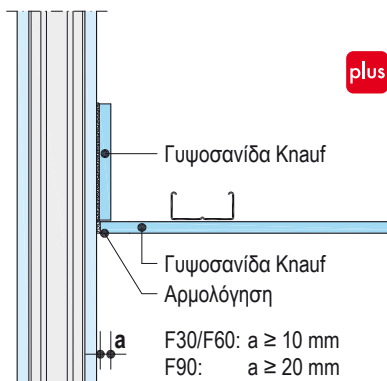 plus
Γυψοσανίδα Knauf
Γυψοσανίδα Knauf
Αρμολόγηση
a
F30/F60: a ≥ 10 mm
F90: a ≥ 20 mm